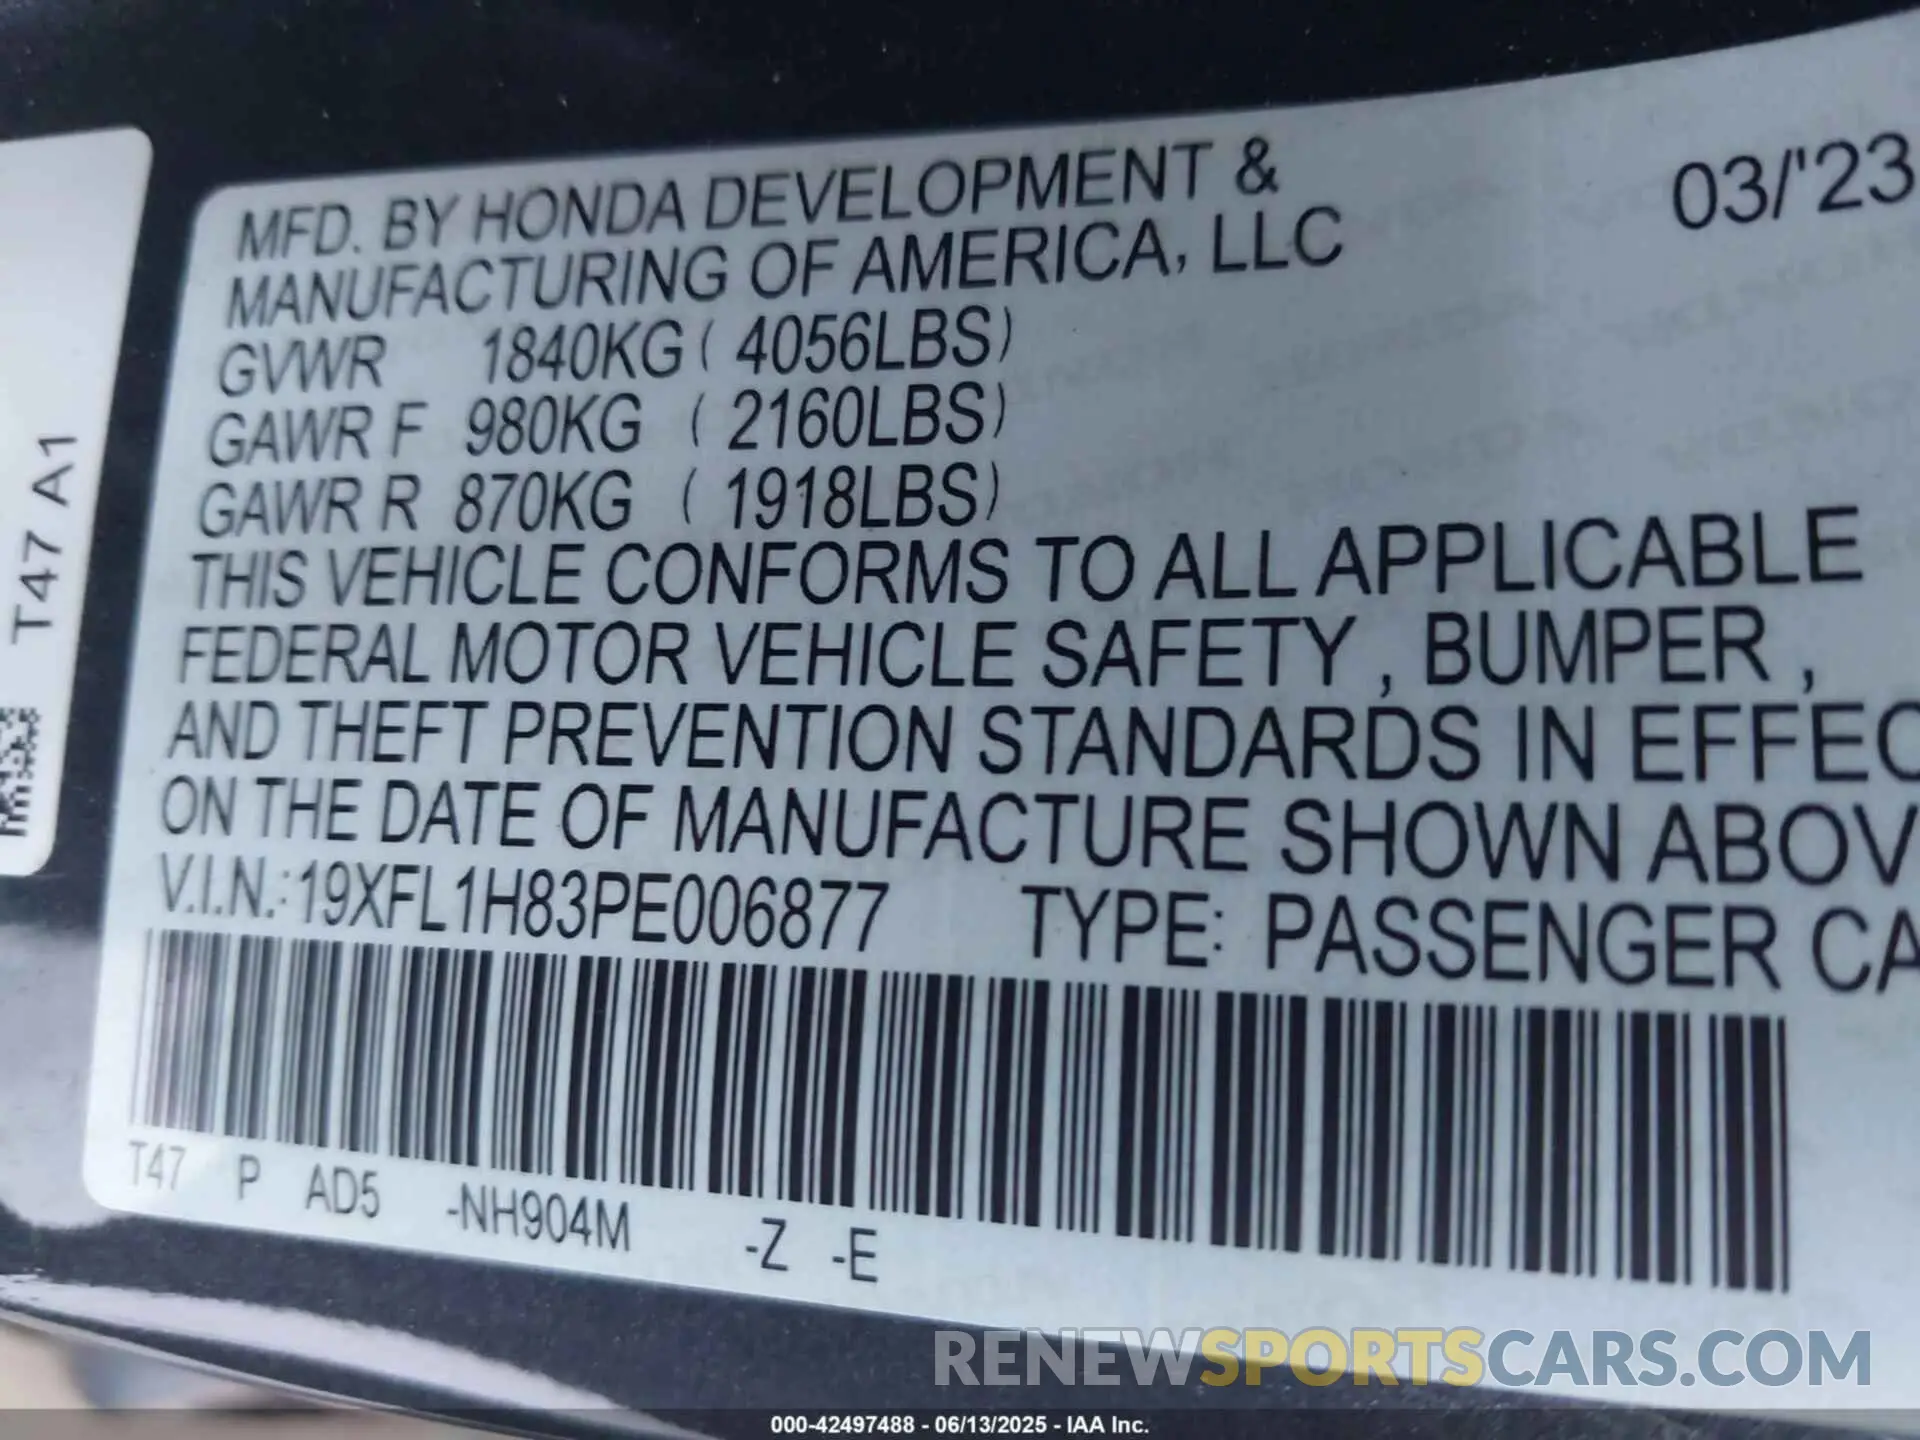 MFD. BY HONDA DEVELOPMENT &
MANUFACTURING OF AMERICA, LLC
03/'23
GVWR 1840KG ( 4056LBS)
GAWR F 980KG ( 2160LBS)
GAWR R 870KG ( 1918LBS)
THIS VEHICLE CONFORMS TO ALL APPLICABLE
FEDERAL MOTOR VEHICLE SAFETY , BUMPER ,
AND THEFT PREVENTION STANDARDS IN EFFEC
ON THE DATE OF MANUFACTURE SHOWN ABOV
V.I.N.:19XFL1H83PE006877 TYPE: PASSENGER CA
T47 P AD5 -NH904M -Z -E
T47 A1
RENEWSPORTSCARS.COM
000-42497488 - 06/13/2025 - IAA Inc.